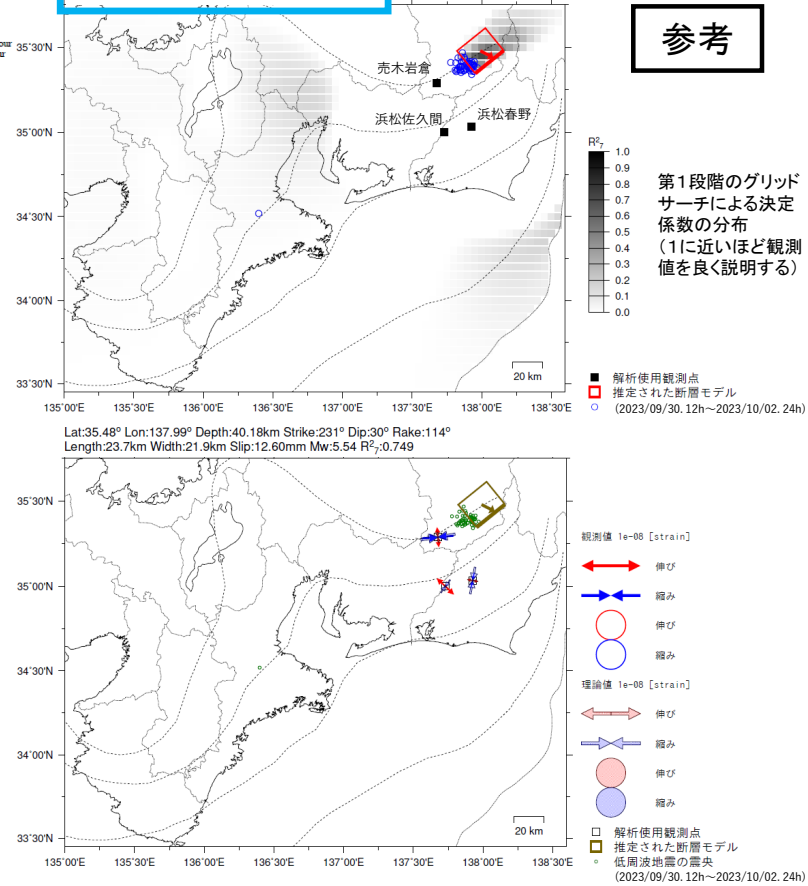 参考
35°30'N
35°00'N
34°30'N
34°00'N
33°30'N
135°00'E
135°30'E
136°00'E
136°30'E
137°00'E
137°30'E
138°00'E
138°30'E
売木岩倉
浜松佐久間
浜松春野
20 km
R²₇
1.0
0.9
0.8
0.7
0.6
0.5
0.4
0.3
0.2
0.1
0.0
第1段階のグリッド
サーチによる決定
係数の分布
(1に近いほど観測
値を良く説明する)
解析使用観測点
推定された断層モデル
(2023/09/30.12h~2023/10/02.24h)
Lat:35.48° Lon:137.99° Depth:40.18km Strike:231° Dip:30° Rake:114°
Length:23.7km Width:21.9km Slip:12.60mm Mw:5.54 R²₇:0.749
35°30'N
35°00'N
34°30'N
34°00'N
33°30'N
135°00'E
135°30'E
136°00'E
136°30'E
137°00'E
137°30'E
138°00'E
138°30'E
20 km
観測値 1e-08 [strain]
伸び
縮み
伸び
縮み
理論値 1e-08 [strain]
伸び
縮み
伸び
縮み
解析使用観測点
推定された断層モデル
低周波地震の震央
(2023/09/30.12h~2023/10/02.24h)